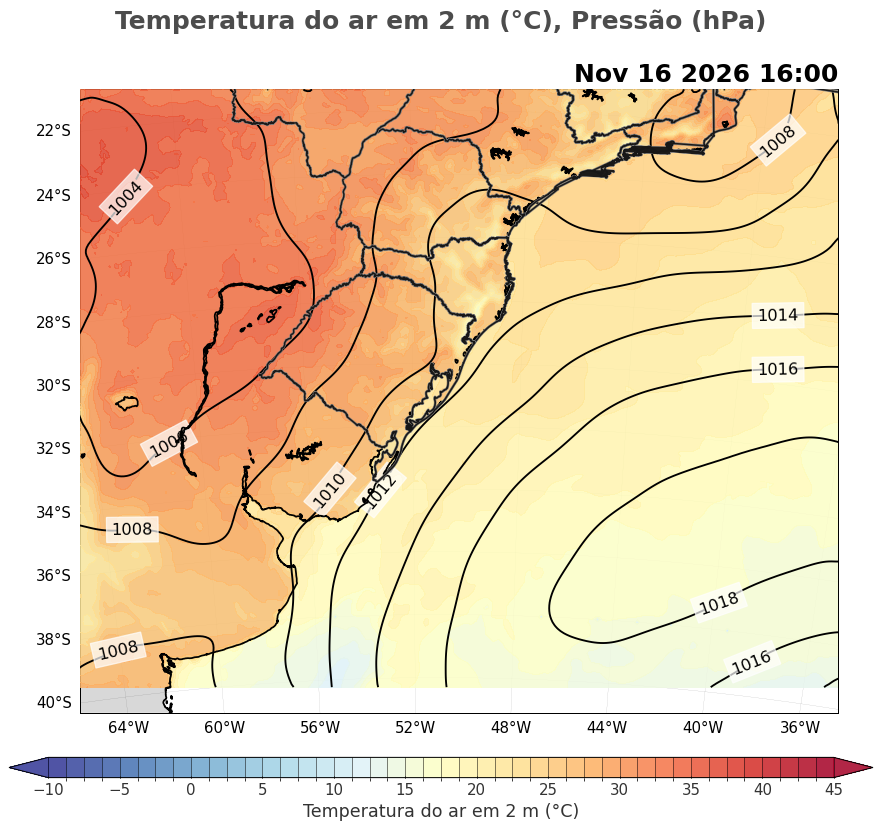 Temperatura do ar em 2 m (°C), Pressão (hPa)
Nov 16 2026 16:00
22°S
24°S
26°S
28°S
30°S
32°S
34°S
36°S
38°S
40°S
1008
1004
1014
1016
1006
1010
1012
1008
1018
1008
1016
64°W 60°W 56°W 52°W 48°W 44°W 40°W 36°W
−10 −5 0 5 10 15 20 25 30 35 40 45
Temperatura do ar em 2 m (°C)